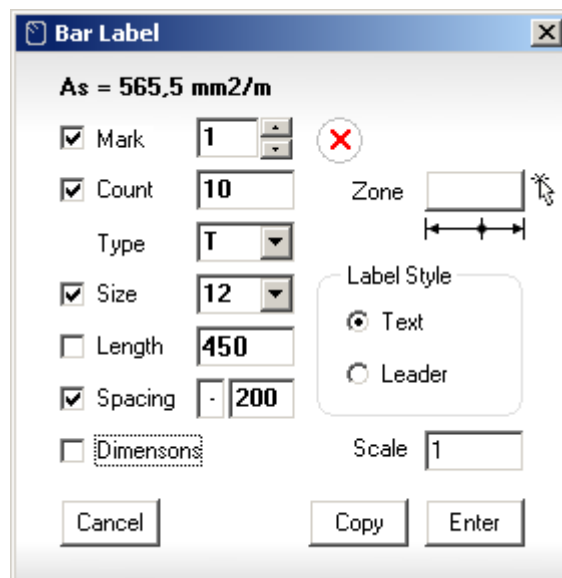 Bar Label
As = 565,5 mm2/m
Mark 1
Count 10 Zone
Type T
Size 12 Label Style
Text
Length 450
Leader
Spacing - 200
Dimensons Scale 1
Cancel Copy Enter